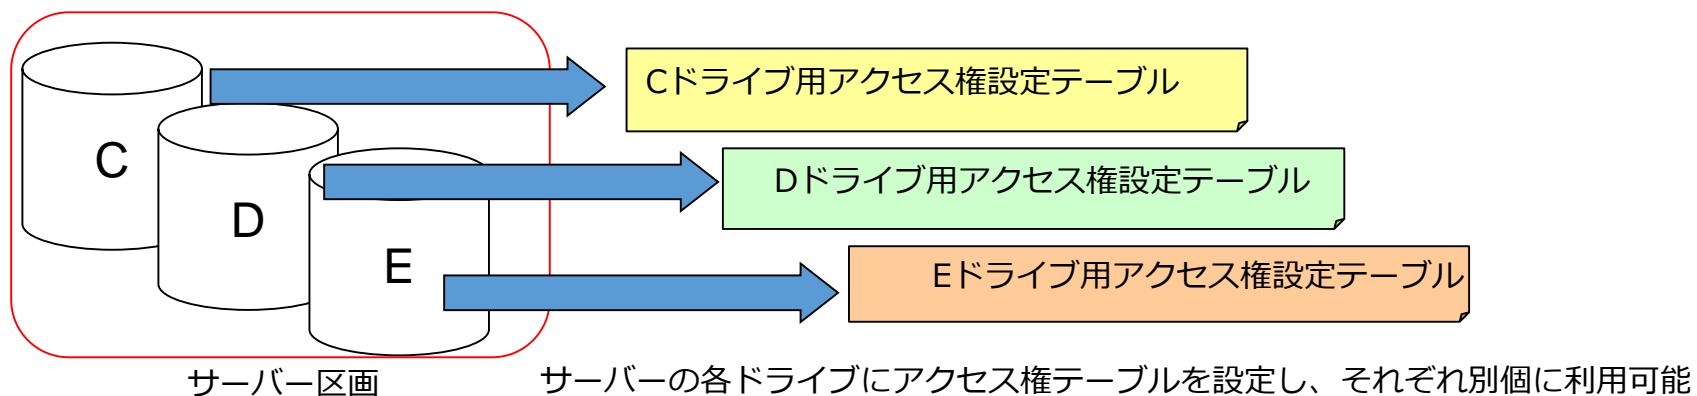 C
Cドライブ用アクセス権設定テーブル
D
Dドライブ用アクセス権設定テーブル
E
Eドライブ用アクセス権設定テーブル
サーバー区画
サーバーの各ドライブにアクセス権テーブルを設定し、それぞれ別個に利用可能